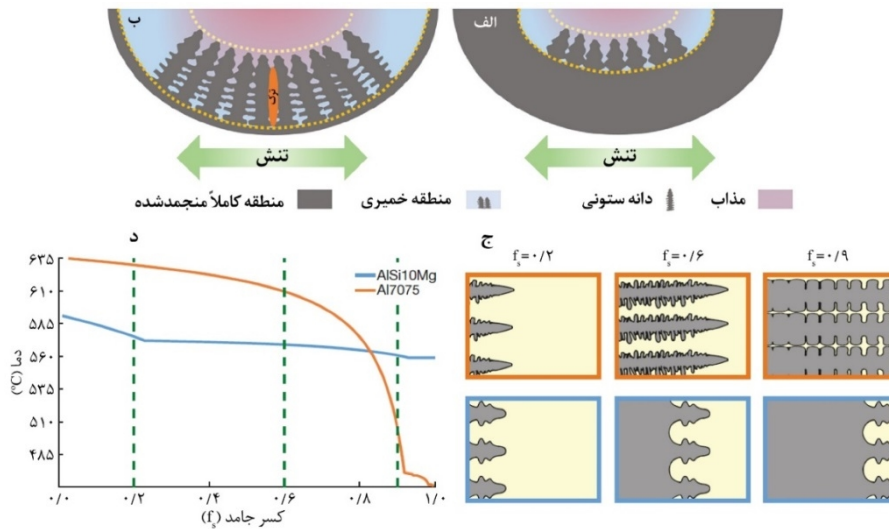 الف
ب
ترک
تنش
تنش
مذاب
دانه ستونی
منطقه خمیری
منطقه کاملاً منجمدشده
ج
fₛ=۰/۲
fₛ=۰/۶
fₛ=۰/۹
د
AlSi10Mg
Al7075
۶۳۵
۶۱۰
۵۸۵
۵۶۰
۵۳۵
۵۱۰
۴۸۵
دما (°C)
۰/۰ ۰/۲ ۰/۴ ۰/۶ ۰/۸ ۱/۰
کسر جامد (fₛ)